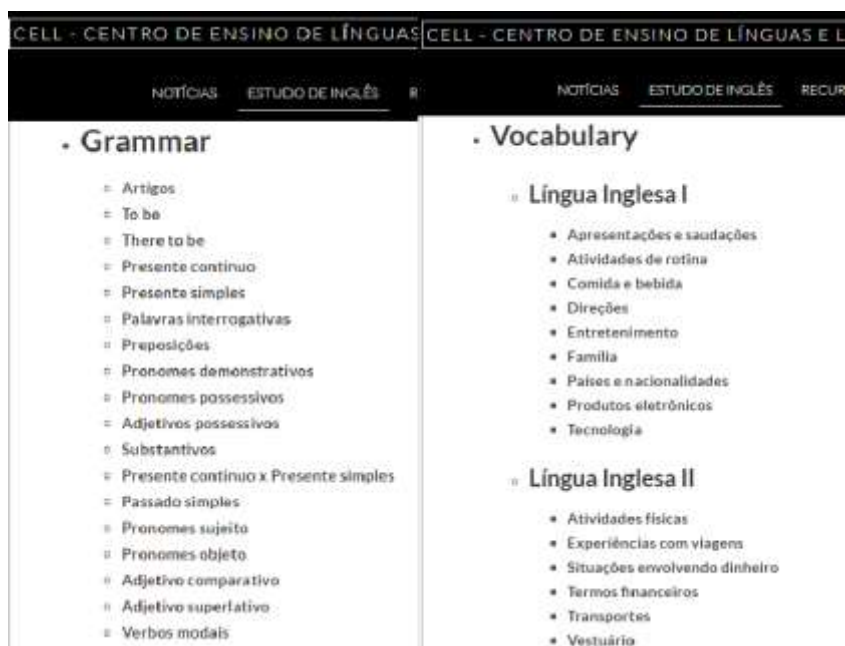 CELL - CENTRO DE ENSINO DE LÍNGUAS
NOTÍCIAS ESTUDO DE INGLÊS R
Grammar
Artigos
To be
There to be
Presente contínuo
Presente simples
Palavras interrogativas
Preposições
Pronomes demonstrativos
Pronomes possessivos
Adjetivos possessivos
Substantivos
Presente contínuo x Presente simples
Passado simples
Pronomes sujeito
Pronomes objeto
Adjetivo comparativo
Adjetivo superlativo
Verbos modais
CELL - CENTRO DE ENSINO DE LÍNGUAS E L
NOTÍCIAS ESTUDO DE INGLÊS RECUR
Vocabulary
Língua Inglesa I
Apresentações e saudações
Atividades de rotina
Comida e bebida
Direções
Entretenimento
Família
Países e nacionalidades
Produtos eletrônicos
Tecnologia
Língua Inglesa II
Atividades físicas
Experiências com viagens
Situações envolvendo dinheiro
Termos financeiros
Transportes
Vestuário